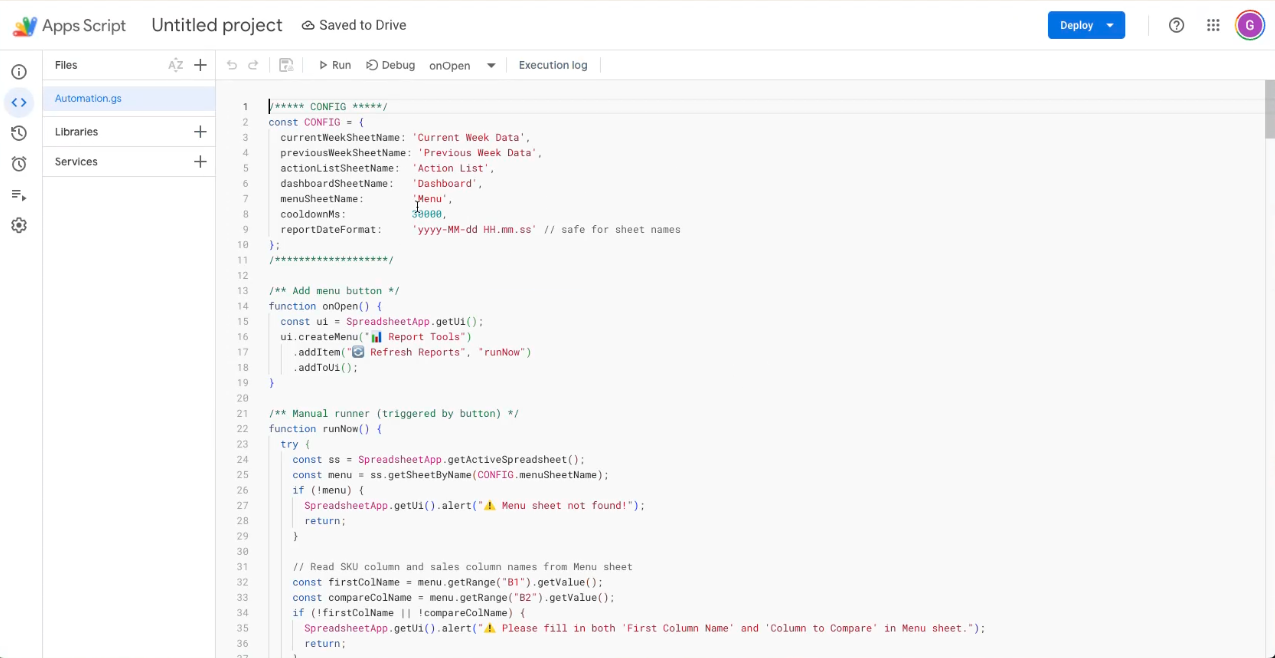 Apps Script Untitled project Saved to Drive Deploy G
Files AZ Run Debug onOpen Execution log
Automation.gs
Libraries
Services
1 /***** CONFIG *****/
2 const CONFIG = {
3 currentWeekSheetName: 'Current Week Data',
4 previousWeekSheetName: 'Previous Week Data',
5 actionListSheetName: 'Action List',
6 dashboardSheetName: 'Dashboard',
7 menuSheetName: 'Menu',
8 cooldownMs: 30000,
9 reportDateFormat: 'yyyy-MM-dd HH.mm.ss' // safe for sheet names
10 };
11 /*******************/
12
13 /** Add menu button */
14 function onOpen() {
15 const ui = SpreadsheetApp.getUi();
16 ui.createMenu("📊 Report Tools")
17 .addItem("🔄 Refresh Reports", "runNow")
18 .addToUi();
19 }
20
21 /** Manual runner (triggered by button) */
22 function runNow() {
23 try {
24 const ss = SpreadsheetApp.getActiveSpreadsheet();
25 const menu = ss.getSheetByName(CONFIG.menuSheetName);
26 if (!menu) {
27 SpreadsheetApp.getUi().alert("⚠️ Menu sheet not found!");
28 return;
29 }
30
31 // Read SKU column and sales column names from Menu sheet
32 const firstColName = menu.getRange("B1").getValue();
33 const compareColName = menu.getRange("B2").getValue();
34 if (!firstColName || !compareColName) {
35 SpreadsheetApp.getUi().alert("⚠️ Please fill in both 'First Column Name' and 'Column to Compare' in Menu sheet.");
36 return;
37 }